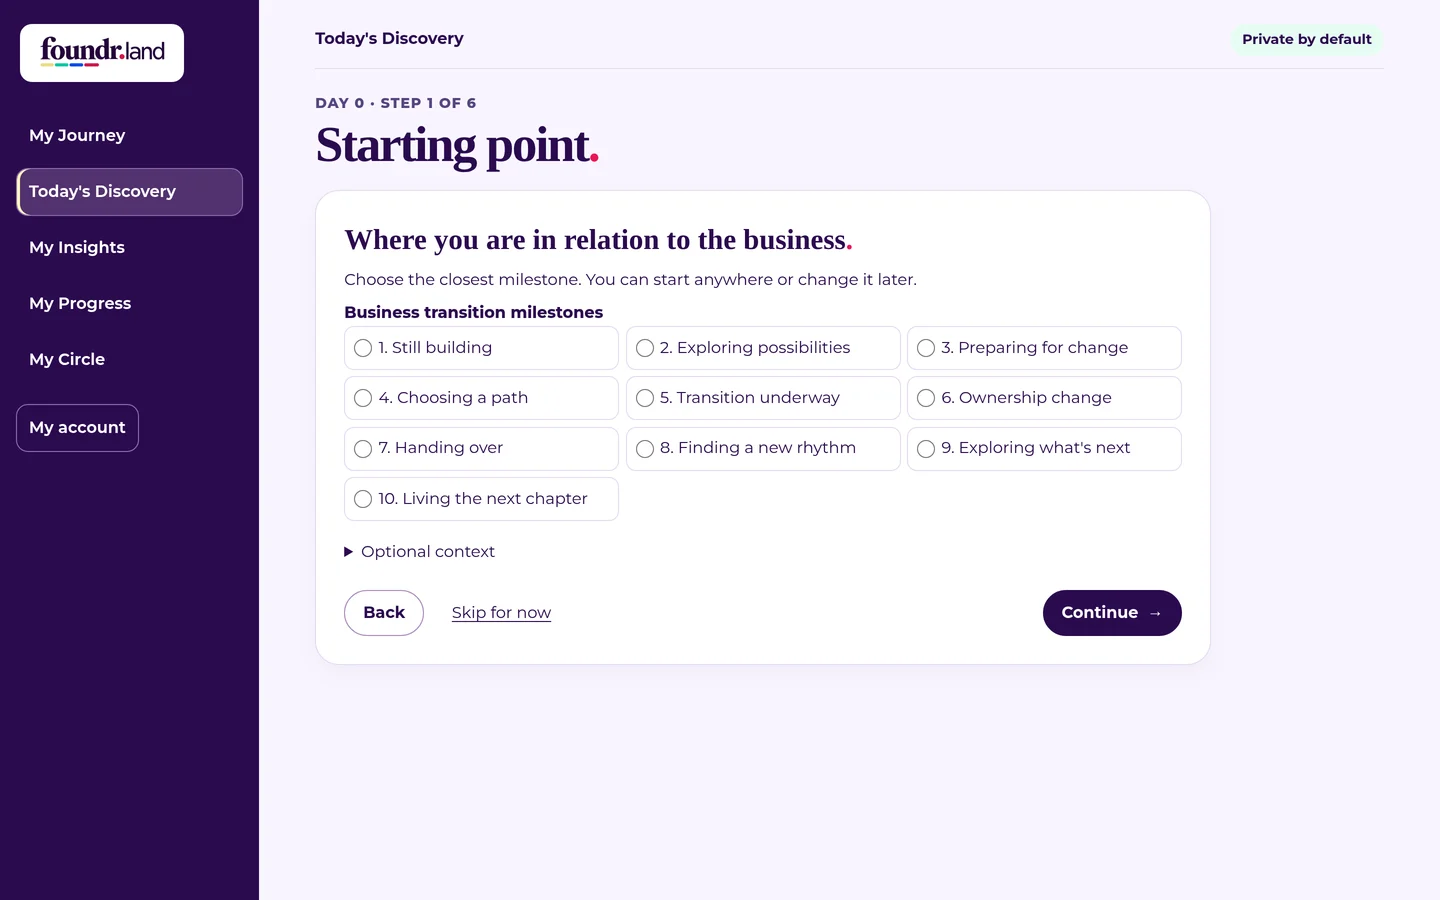 foundr.land
My Journey
Today's Discovery
My Insights
My Progress
My Circle
My account
Today's Discovery
Private by default
DAY 0 · STEP 1 OF 6
Starting point.
Where you are in relation to the business.
Choose the closest milestone. You can start anywhere or change it later.
Business transition milestones
1. Still building
2. Exploring possibilities
3. Preparing for change
4. Choosing a path
5. Transition underway
6. Ownership change
7. Handing over
8. Finding a new rhythm
9. Exploring what's next
10. Living the next chapter
Optional context
Back
Skip for now
Continue →